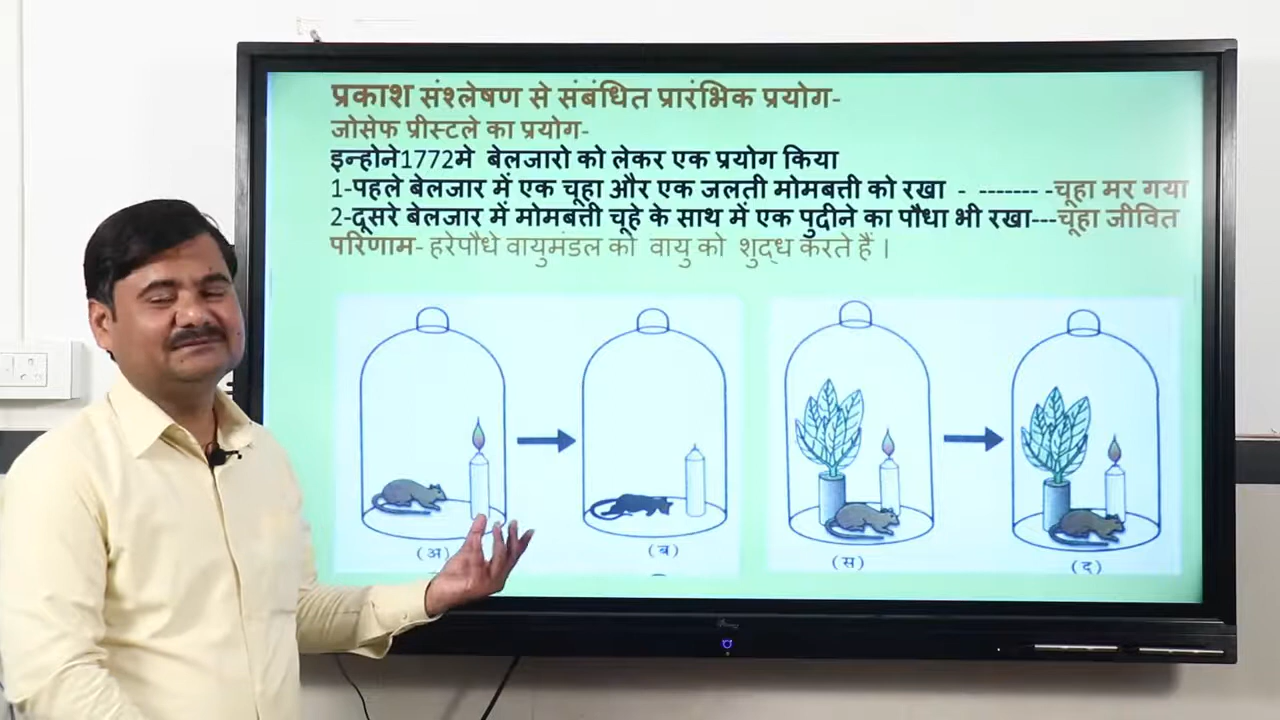 प्रकाश संश्लेषण से संबंधित प्रारंभिक प्रयोग-
जोसेफ प्रीस्टले का प्रयोग-
इन्होने1772मे बेलजारो को लेकर एक प्रयोग किया
1-पहले बेलजार में एक चूहा और एक जलती मोमबत्ती को रखा - ------- -चूहा मर गया
2-दूसरे बेलजार में मोमबत्ती चूहे के साथ में एक पुदीने का पौधा भी रखा---चूहा जीवित
परिणाम- हरेपौधे वायुमंडल को वायु को शुद्ध करते हैं ।
(अ) (ब) (स) (द)